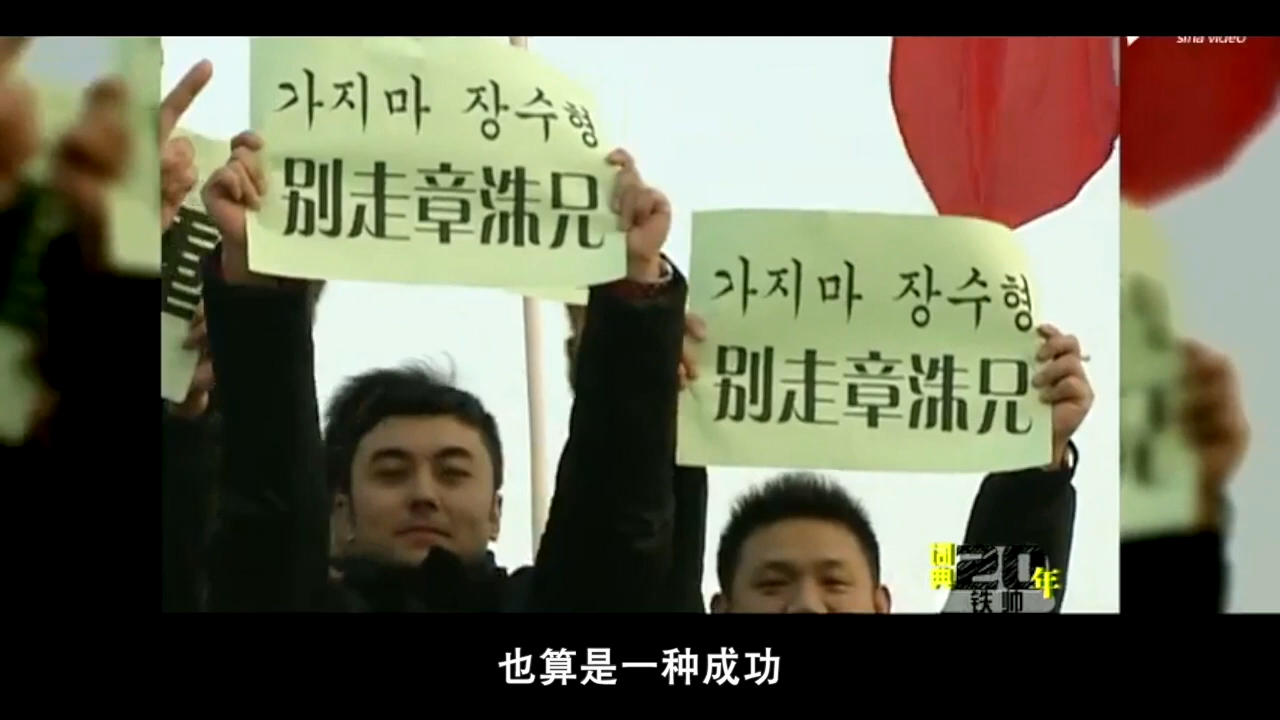 sina video
가지마 장수형
别走章洙兄
가지마 장수형
别走章洙兄
词典
20年
铁帅
也算是一种成功